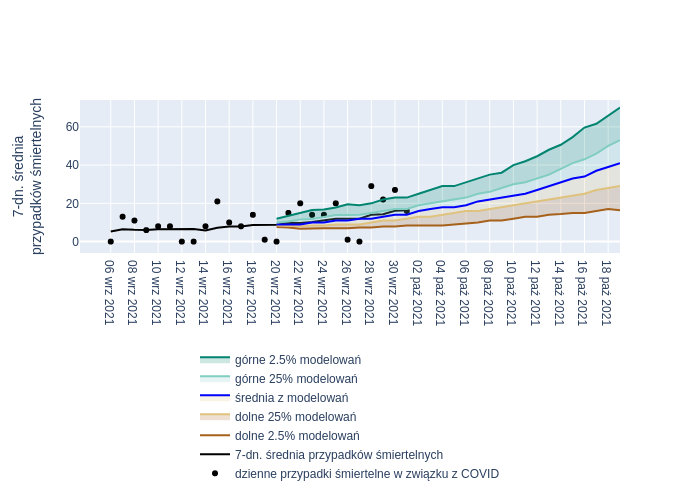 7-dn. średnia
przypadków śmiertelnych
60
40
20
0
06 wrz 2021
08 wrz 2021
10 wrz 2021
12 wrz 2021
14 wrz 2021
16 wrz 2021
18 wrz 2021
20 wrz 2021
22 wrz 2021
24 wrz 2021
26 wrz 2021
28 wrz 2021
30 wrz 2021
02 paź 2021
04 paź 2021
06 paź 2021
08 paź 2021
10 paź 2021
12 paź 2021
14 paź 2021
16 paź 2021
18 paź 2021
górne 2.5% modelowań
górne 25% modelowań
średnia z modelowań
dolne 25% modelowań
dolne 2.5% modelowań
7-dn. średnia przypadków śmiertelnych
dzienne przypadki śmiertelne w związku z COVID